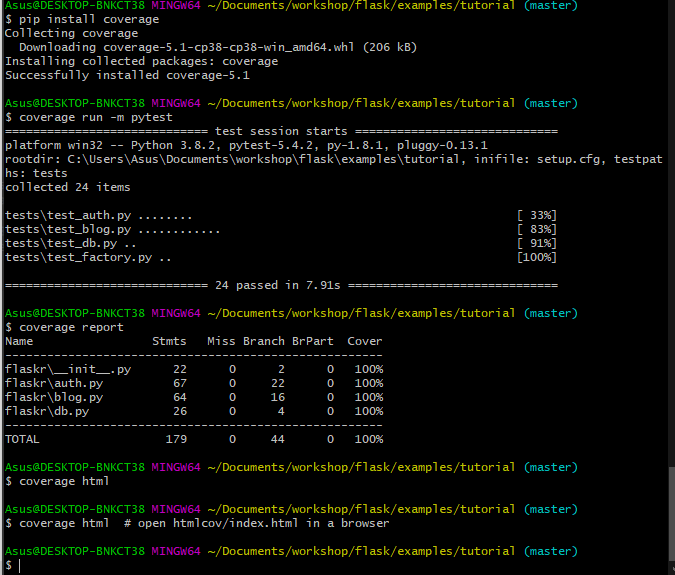 Asus@DESKTOP-BNKCT38 MINGW64 ~/Documents/workshop/flask/examples/tutorial (master)
$ pip install coverage
Collecting coverage
  Downloading coverage-5.1-cp38-cp38-win_amd64.whl (206 kB)
Installing collected packages: coverage
Successfully installed coverage-5.1
Asus@DESKTOP-BNKCT38 MINGW64 ~/Documents/workshop/flask/examples/tutorial (master)
$ coverage run -m pytest
============================= test session starts =============================
platform win32 -- Python 3.8.2, pytest-5.4.2, py-1.8.1, pluggy-0.13.1
rootdir: C:\Users\Asus\Documents\workshop\flask\examples\tutorial, inifile: setup.cfg, testpat
hs: tests
collected 24 items
tests\test_auth.py ........                                              [ 33%]
tests\test_blog.py ............                                          [ 83%]
tests\test_db.py ..                                                      [ 91%]
tests\test_factory.py ..                                                 [100%]
============================= 24 passed in 7.91s ==============================
Asus@DESKTOP-BNKCT38 MINGW64 ~/Documents/workshop/flask/examples/tutorial (master)
$ coverage report
Name                 Stmts   Miss Branch BrPart  Cover
------------------------------------------------------
flaskr\__init__.py      22      0      2      0   100%
flaskr\auth.py          67      0     22      0   100%
flaskr\blog.py          64      0     16      0   100%
flaskr\db.py            26      0      4      0   100%
------------------------------------------------------
TOTAL                  179      0     44      0   100%
Asus@DESKTOP-BNKCT38 MINGW64 ~/Documents/workshop/flask/examples/tutorial (master)
$ coverage html
Asus@DESKTOP-BNKCT38 MINGW64 ~/Documents/workshop/flask/examples/tutorial (master)
$ coverage html  # open htmlcov/index.html in a browser
Asus@DESKTOP-BNKCT38 MINGW64 ~/Documents/workshop/flask/examples/tutorial (master)
$